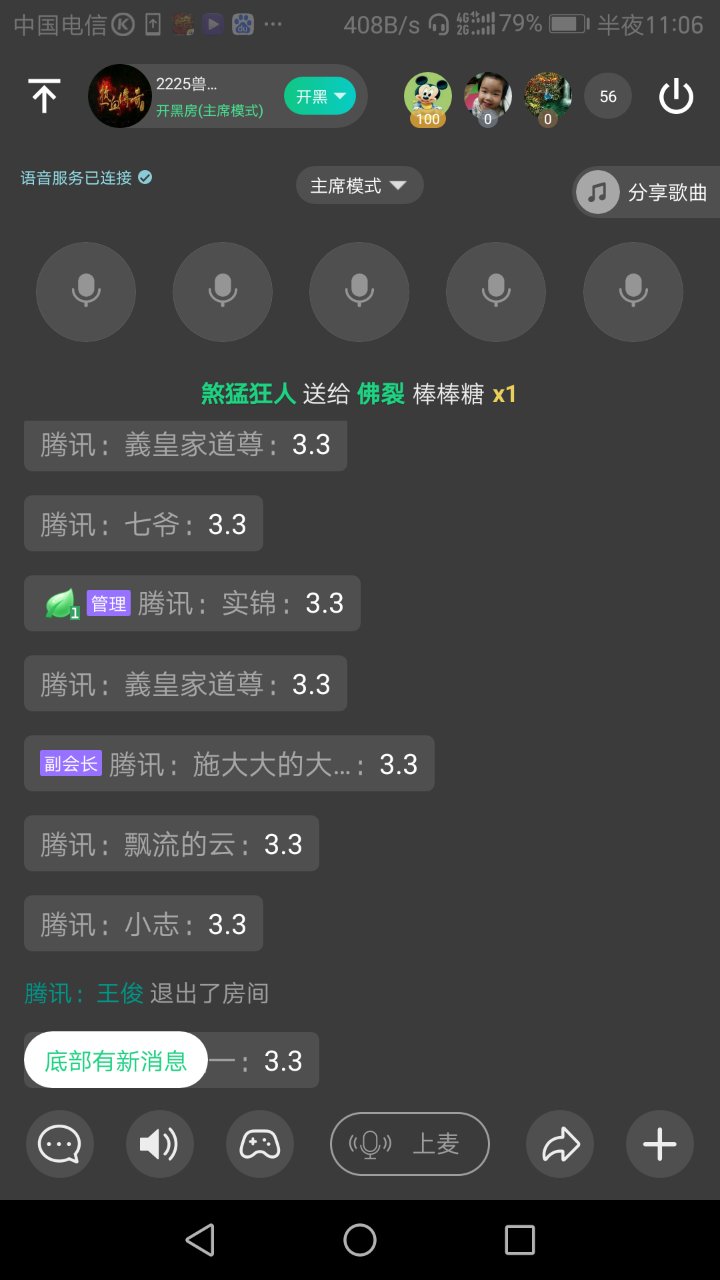 中国电信 408B/s 4G 2G 79% 半夜11:06
2225兽...
开黑房(主席模式)
开黑
100 0 0 56
语音服务已连接
主席模式
分享歌曲
煞猛狂人 送给 佛裂 棒棒糖 x1
腾讯：義皇家道尊：3.3
腾讯：七爷：3.3
1 管理 腾讯：实锦：3.3
腾讯：義皇家道尊：3.3
副会长 腾讯：施大大的大...：3.3
腾讯：飘流的云：3.3
腾讯：小志：3.3
腾讯：王俊 退出了房间
底部有新消息 一：3.3
上麦